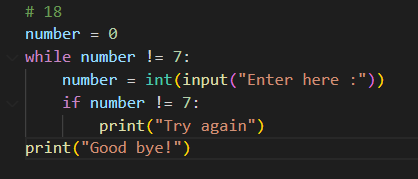 # 18
number = 0
while number != 7:
    number = int(input("Enter here :"))
    if number != 7:
        print("Try again")
print("Good bye!")